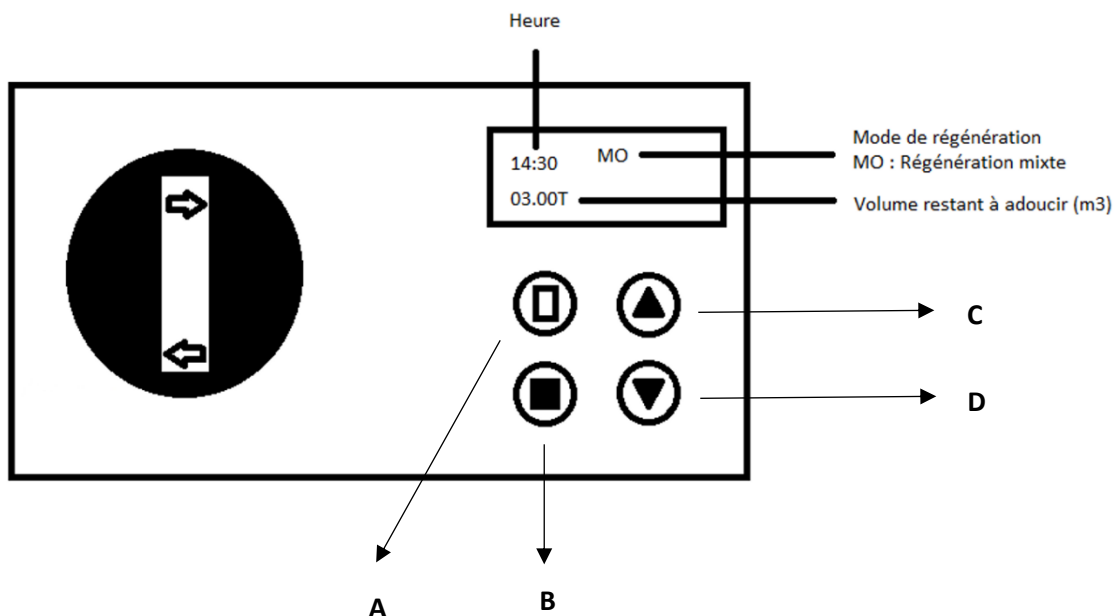 Heure
14:30 MO
03.00T
Mode de régénération
MO : Régénération mixte
Volume restant à adoucir (m3)
C
D
A
B